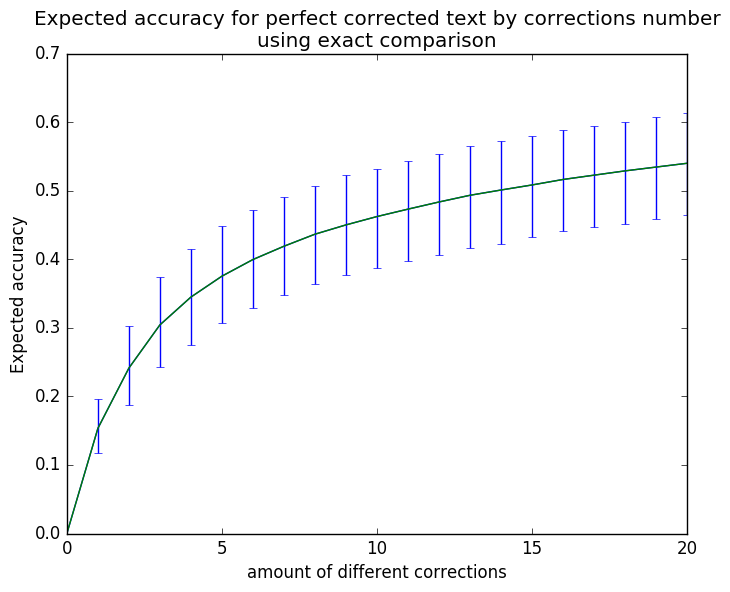 Expected accuracy for perfect corrected text by corrections number
using exact comparison
0.7
0.6
0.5
0.4
0.3
0.2
0.1
0.0
Expected accuracy
0 5 10 15 20
amount of different corrections